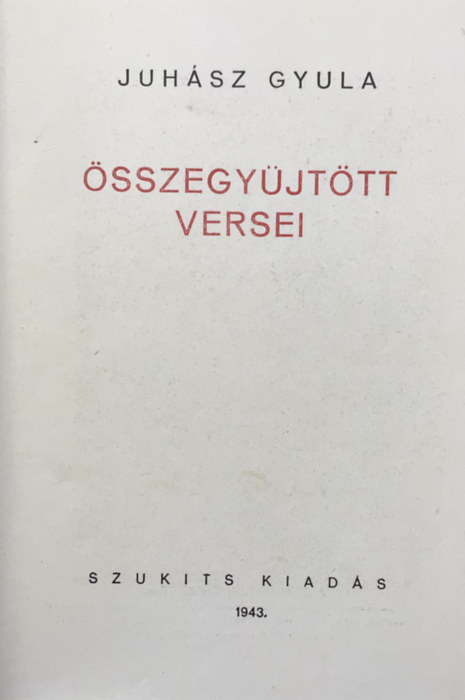 JUHÁSZ GYULA
ÖSSZEGYÜJTÖTT
VERSEI
SZUKITS KIADÁS
1943.